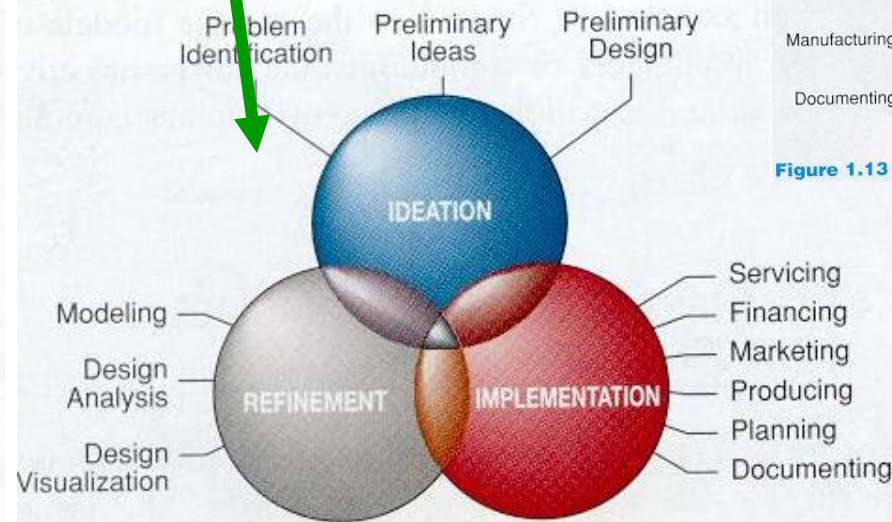 Problem
Identification
Preliminary
Ideas
Preliminary
Design
Manufacturing
Documenting
Figure 1.13
IDEATION
Modeling
Design
Analysis
Design
Visualization
REFINEMENT
IMPLEMENTATION
Servicing
Financing
Marketing
Producing
Planning
Documenting